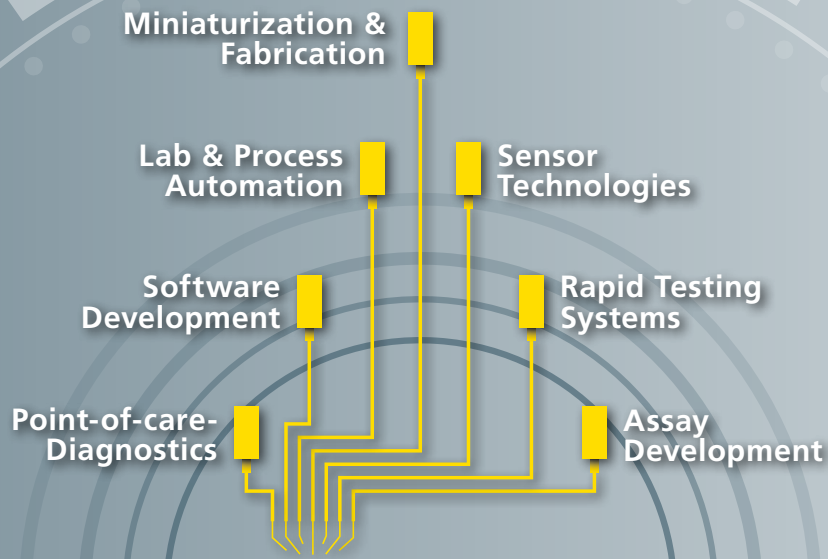 Miniaturization &
Fabrication
Lab & Process
Automation
Sensor
Technologies
Software
Development
Rapid Testing
Systems
Point-of-care-
Diagnostics
Assay
Development